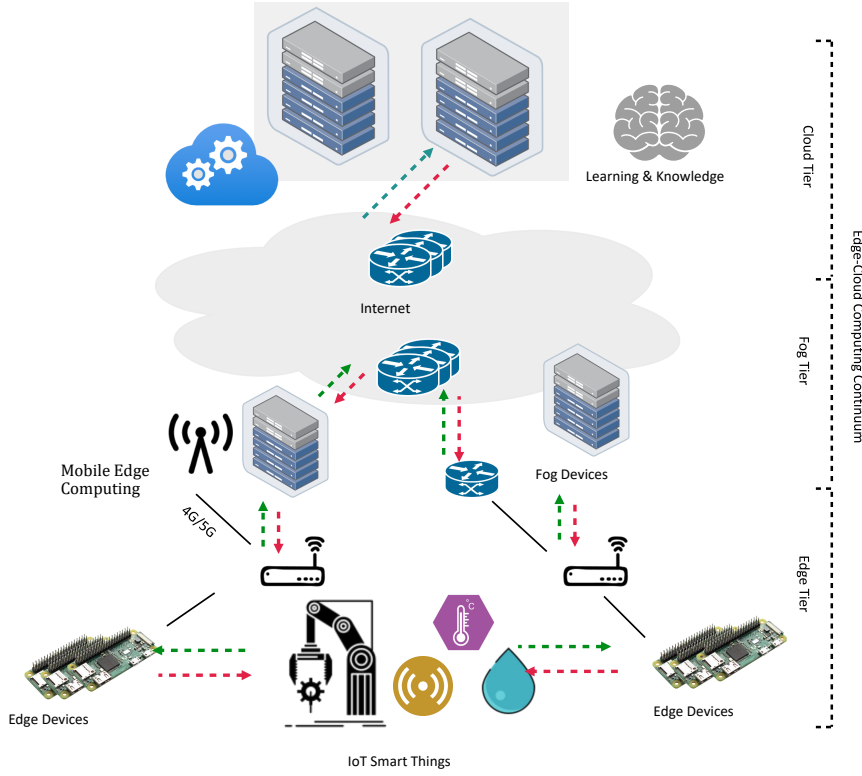 Learning & Knowledge
Cloud Tier
Internet
Edge-Cloud Computing Continuum
Fog Tier
Mobile Edge
Computing
Fog Devices
4G/5G
Edge Tier
°C
Edge Devices
Edge Devices
IoT Smart Things